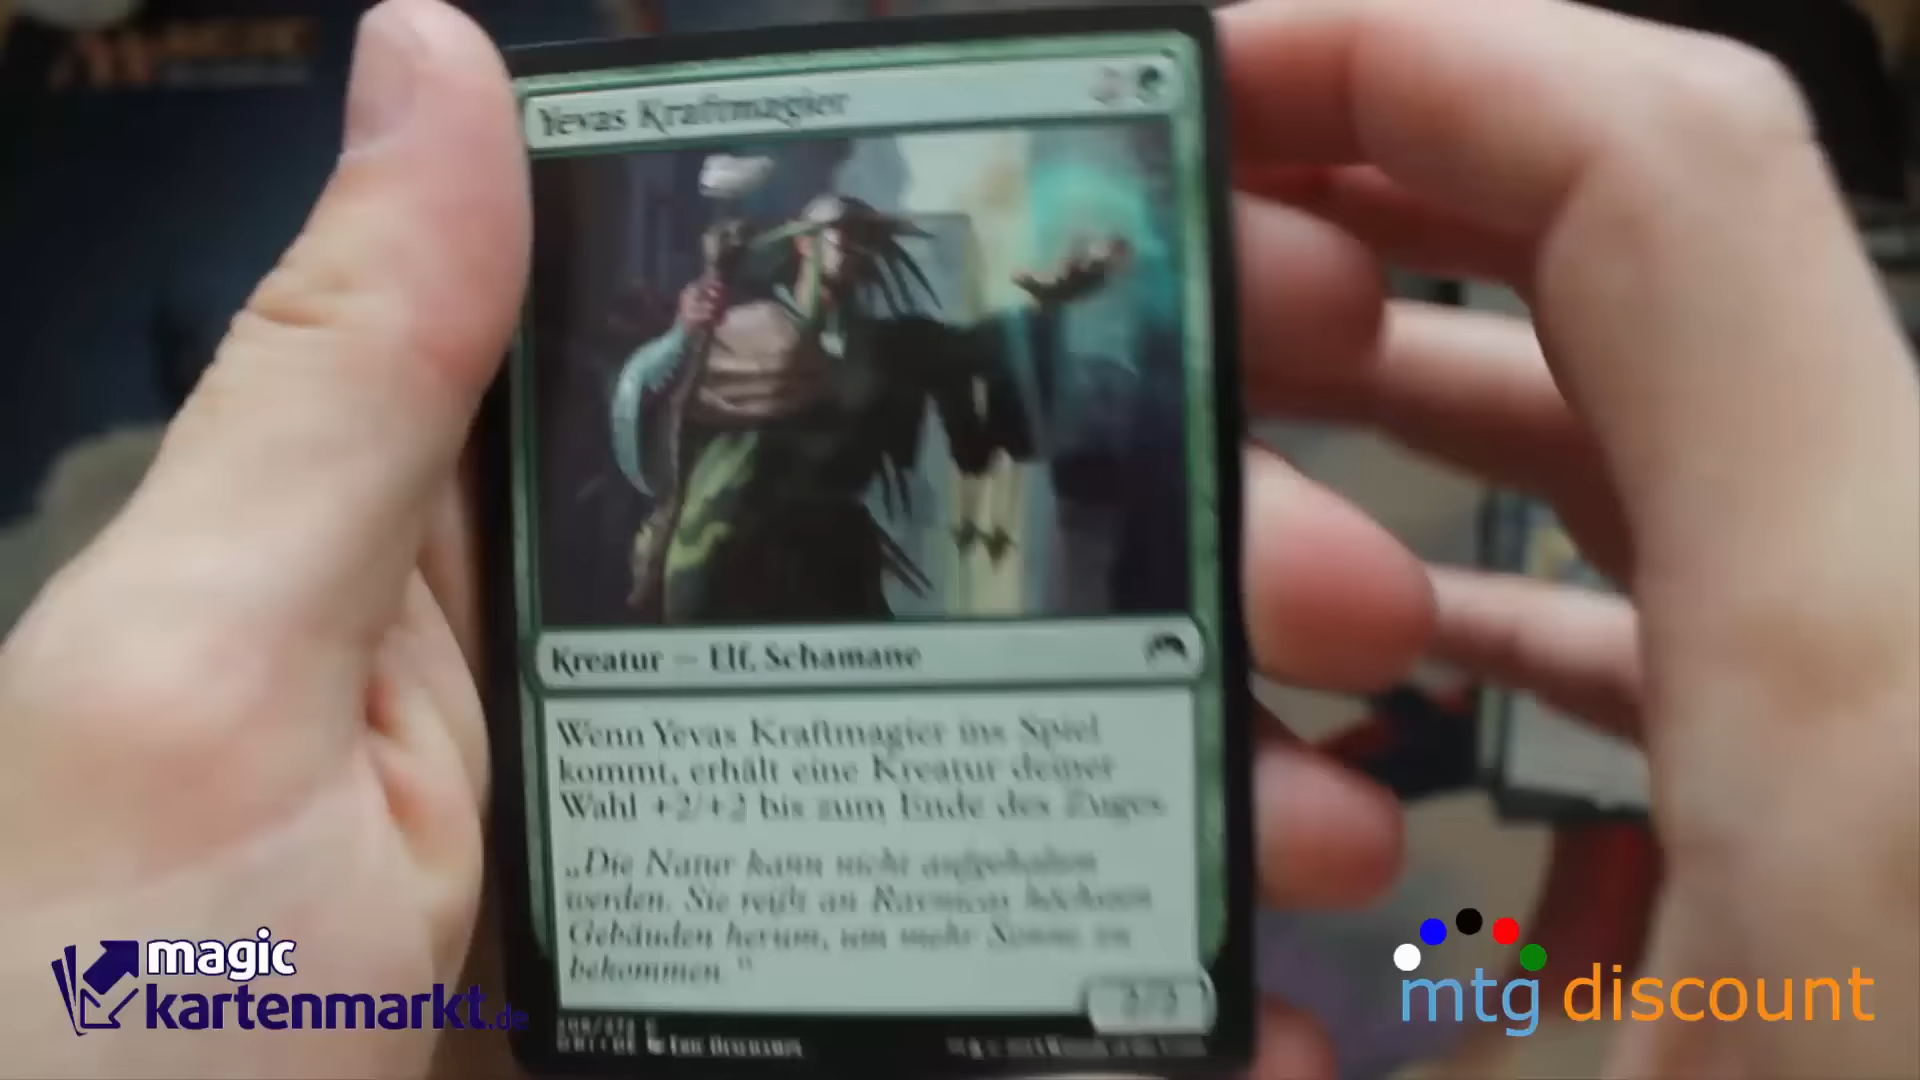 Yevas Kraftmagier
Kreatur — Elf, Schamane
Wenn Yevas Kraftmagier ins Spiel
kommt, erhält eine Kreatur deiner
Wahl +2/+2 bis zum Ende des Zuges.
„Die Natur kann nicht aufgehalten
werden. Sie reißt an Ravnicas höchsten
Gebäuden herum, um mehr Sonne zu
bekommen."
2/2
magic
kartenmarkt.de
mtg discount